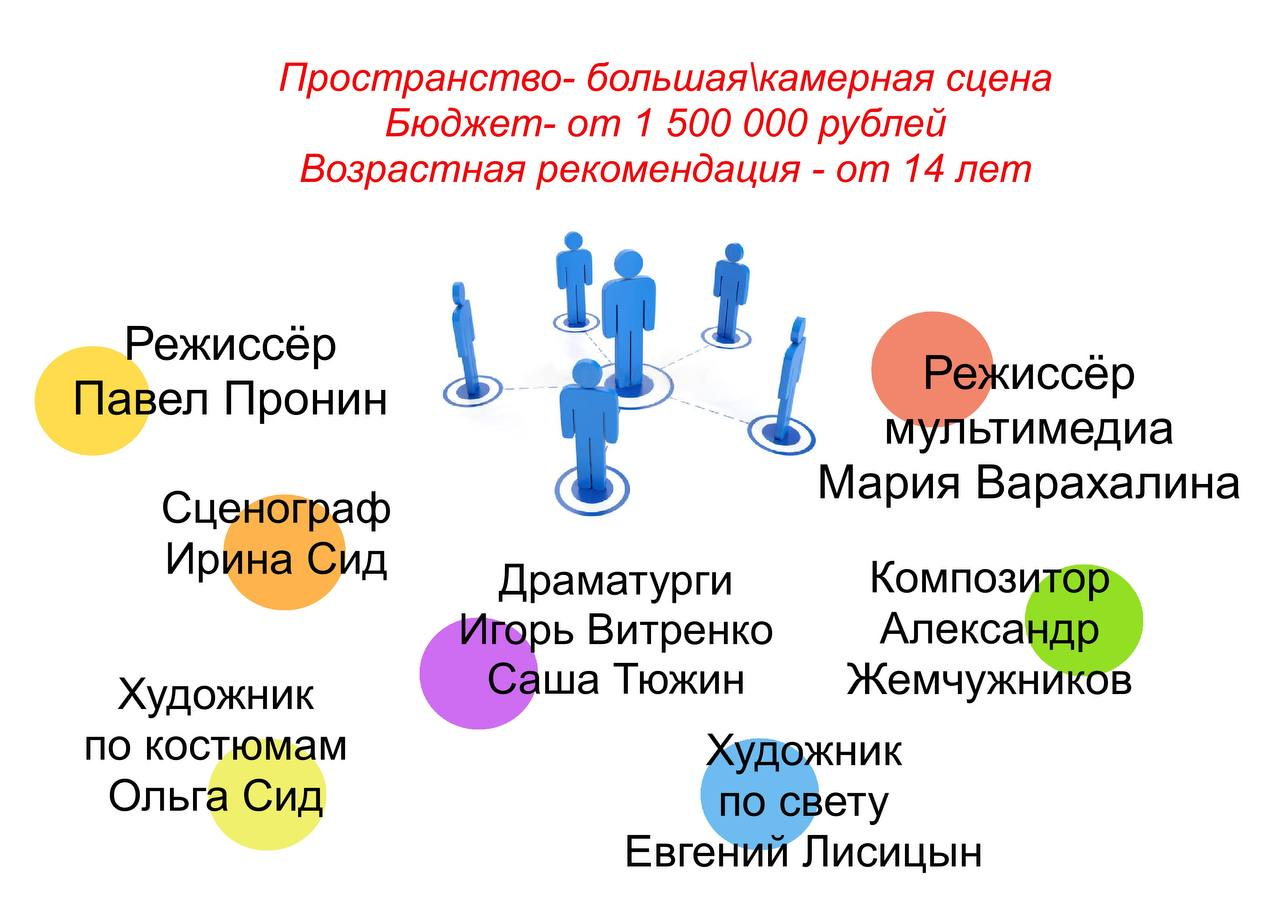 Пространство- большая\камерная сцена
Бюджет- от 1 500 000 рублей
Возрастная рекомендация - от 14 лет
Режиссёр
Павел Пронин
Режиссёр
мультимедиа
Мария Варахалина
Сценограф
Ирина Сид
Драматурги
Игорь Витренко
Саша Тюжин
Композитор
Александр
Жемчужников
Художник
по костюмам
Ольга Сид
Художник
по свету
Евгений Лисицын